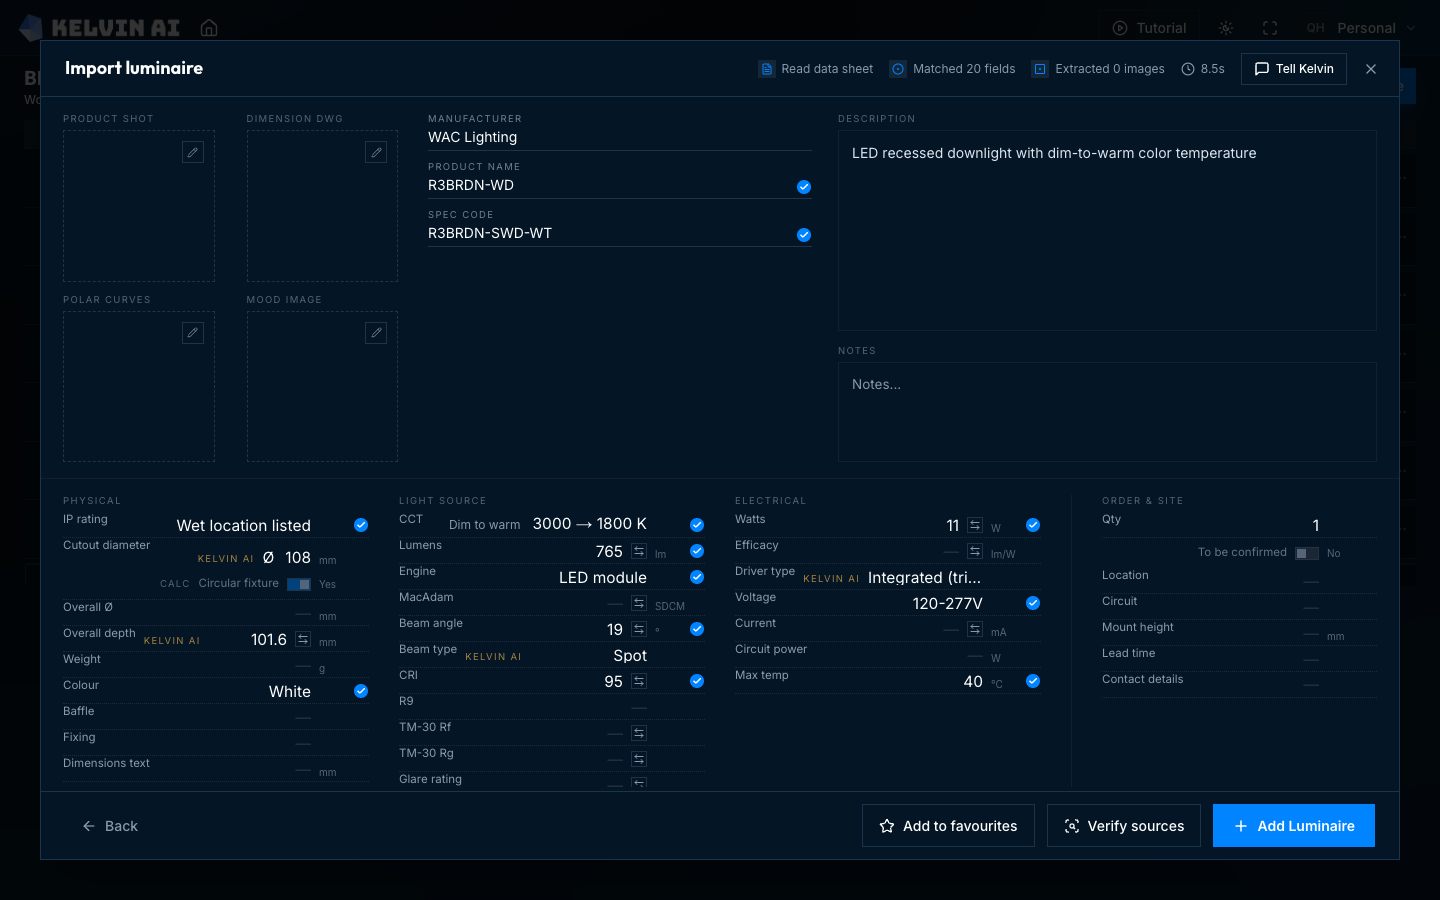 KELVIN AI
Tutorial
QH Personal
Import luminaire
Read data sheet
Matched 20 fields
Extracted 0 images
8.5s
Tell Kelvin
PRODUCT SHOT
DIMENSION DWG
POLAR CURVES
MOOD IMAGE
MANUFACTURER
WAC Lighting
PRODUCT NAME
R3BRDN-WD
SPEC CODE
R3BRDN-SWD-WT
DESCRIPTION
LED recessed downlight with dim-to-warm color temperature
NOTES
Notes...
PHYSICAL
IP rating Wet location listed
Cutout diameter KELVIN AI Ø 108 mm
CALC Circular fixture Yes
Overall Ø — mm
Overall depth KELVIN AI 101.6 mm
Weight — g
Colour White
Baffle —
Fixing —
Dimensions text — mm
LIGHT SOURCE
CCT Dim to warm 3000 → 1800 K
Lumens 765 lm
Engine LED module
MacAdam — SDCM
Beam angle 19 °
Beam type KELVIN AI Spot
CRI 95
R9 —
TM-30 Rf —
TM-30 Rg —
Glare rating —
ELECTRICAL
Watts 11 W
Efficacy — lm/W
Driver type KELVIN AI Integrated (tri...
Voltage 120-277V
Current — mA
Circuit power — W
Max temp 40 °C
ORDER & SITE
Qty 1
To be confirmed No
Location —
Circuit —
Mount height — mm
Lead time —
Contact details —
Back
Add to favourites
Verify sources
Add Luminaire